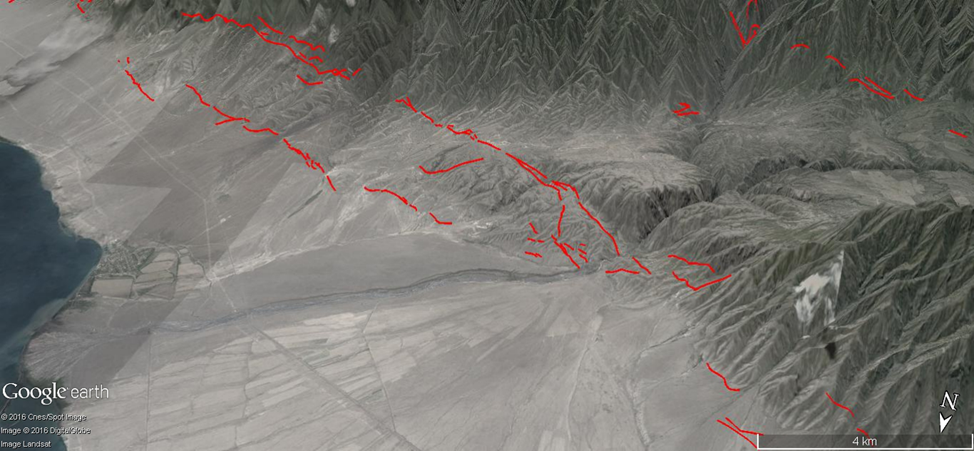 Google earth
© 2016 Cnes/Spot Image
Image © 2016 DigitalGlobe
Image Landsat
N
4 km